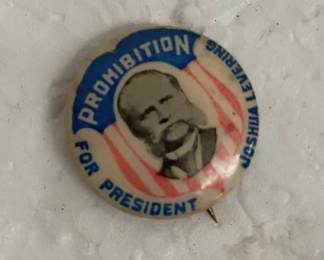 PROHIBITION
FOR PRESIDENT
JOSHUA LEVERING